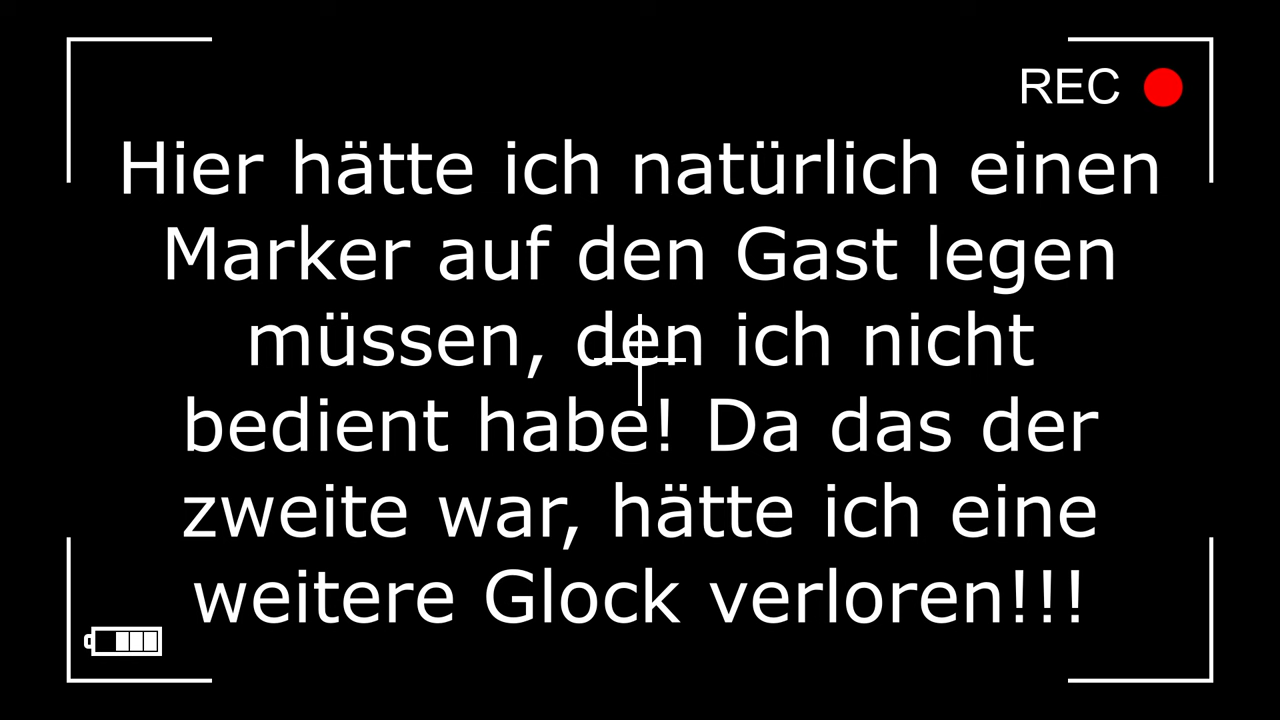 REC
Hier hätte ich natürlich einen
Marker auf den Gast legen
müssen, den ich nicht
bedient habe! Da das der
zweite war, hätte ich eine
weitere Glock verloren!!!